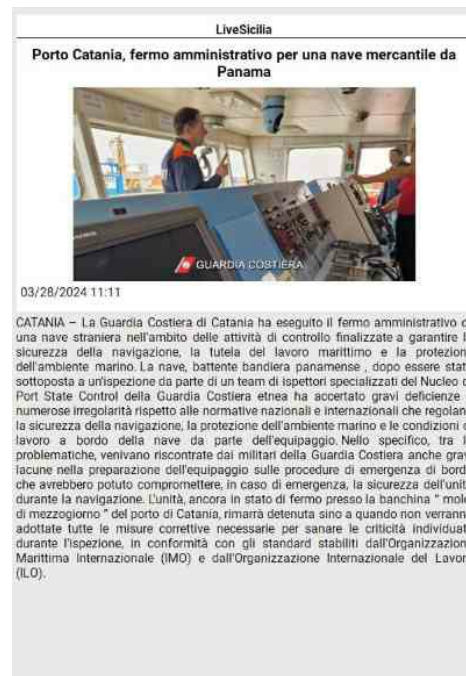 LiveSicilia
Porto Catania, fermo amministrativo per una nave mercantile da
Panama
GUARDIA COSTIERA
03/28/2024 11:11
CATANIA – La Guardia Costiera di Catania ha eseguito il fermo amministrativo
una nave straniera nell'ambito delle attività di controllo finalizzate a garantire l
sicurezza della navigazione, la tutela del lavoro marittimo e la protezion
dell'ambiente marino. La nave, battente bandiera panamense , dopo essere stat
sottoposta a un'ispezione da parte di un team di ispettori specializzati del Nucleo
Port State Control della Guardia Costiera etnea ha accertato gravi deficienze
numerose irregolarità rispetto alle normative nazionali e internazionali che regolan
la sicurezza della navigazione, la protezione dell'ambiente marino e le condizioni
lavoro a bordo della nave da parte dell'equipaggio. Nello specifico, tra l
problematiche, venivano riscontrate dai militari della Guardia Costiera anche grav
lacune nella preparazione dell'equipaggio sulle procedure di emergenza di bord
che avrebbero potuto compromettere, in caso di emergenza, la sicurezza dell'unit
durante la navigazione. L'unità, ancora in stato di fermo presso la banchina " mol
di mezzogiorno " del porto di Catania, rimarrà detenuta sino a quando non verrann
adottate tutte le misure correttive necessarie per sanare le criticità individuat
durante l'ispezione, in conformità con gli standard stabiliti dall'Organizzazion
Marittima Internazionale (IMO) e dall'Organizzazione Internazionale del Lavor
(ILO).